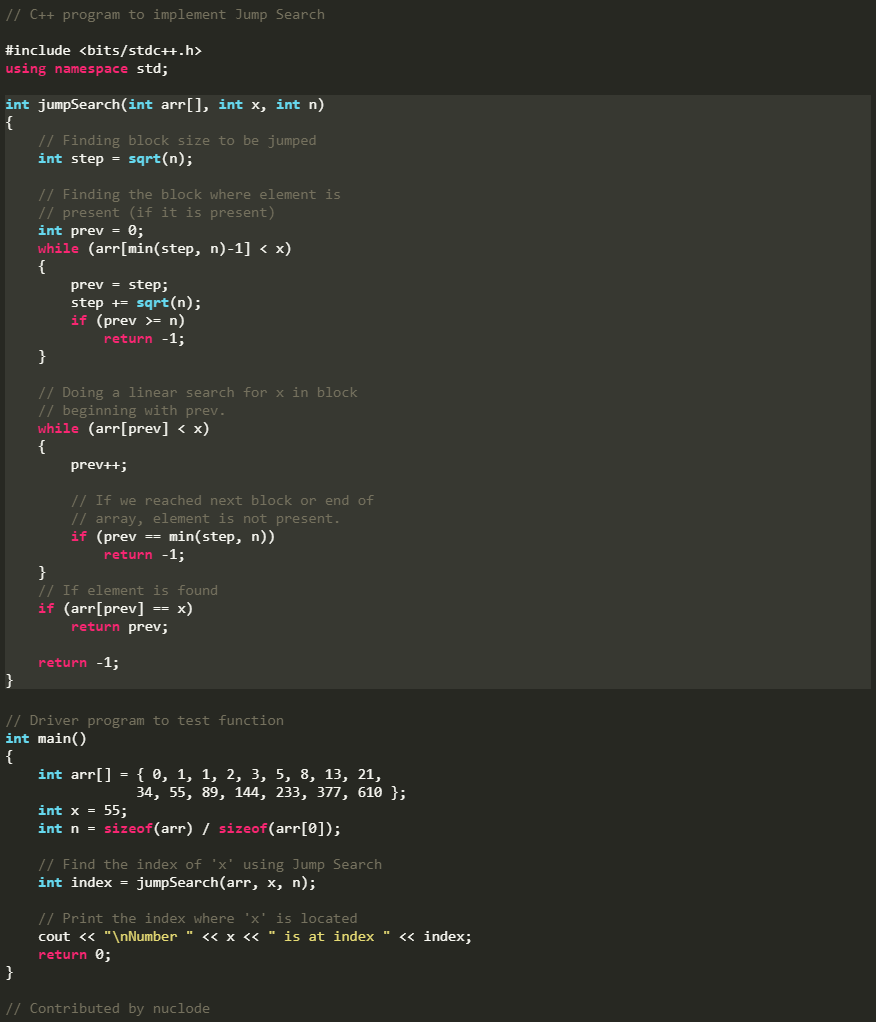 // C++ program to implement Jump Search
#include <bits/stdc++.h>
using namespace std;
int jumpSearch(int arr[], int x, int n)
{
    // Finding block size to be jumped
    int step = sqrt(n);
    // Finding the block where element is
    // present (if it is present)
    int prev = 0;
    while (arr[min(step, n)-1] < x)
    {
        prev = step;
        step += sqrt(n);
        if (prev >= n)
            return -1;
    }
    // Doing a linear search for x in block
    // beginning with prev.
    while (arr[prev] < x)
    {
        prev++;
        // If we reached next block or end of
        // array, element is not present.
        if (prev == min(step, n))
            return -1;
    }
    // If element is found
    if (arr[prev] == x)
        return prev;
    return -1;
}
// Driver program to test function
int main()
{
    int arr[] = { 0, 1, 1, 2, 3, 5, 8, 13, 21,
                34, 55, 89, 144, 233, 377, 610 };
    int x = 55;
    int n = sizeof(arr) / sizeof(arr[0]);
    // Find the index of 'x' using Jump Search
    int index = jumpSearch(arr, x, n);
    // Print the index where 'x' is located
    cout << "\nNumber " << x << " is at index " << index;
    return 0;
}
// Contributed by nuclode